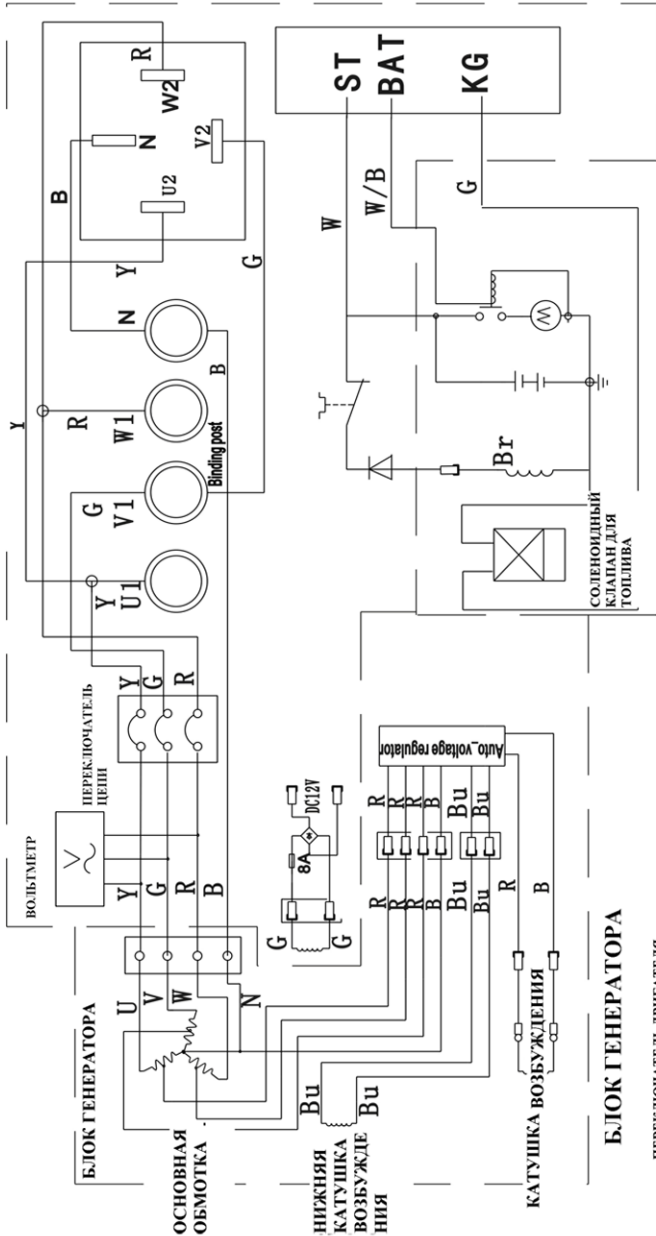 ВОЛЬТМЕТР
V
ПЕРЕКЛЮЧАТЕЛЬ
ЦЕПИ
БЛОК ГЕНЕРАТОРА
U
V
W
N
Y
G
R
B
Y
G
R
ОСНОВНАЯ
ОБМОТКА
Y
Y
U1
G
V1
R
W1
N
Binding post
B
Y
G
B
R
U2
N
V2
W2
G
G
8A
DC12V
НИЖНЯЯ
КАТУШКА
ВОЗБУЖДЕ
НИЯ
Bu
Bu
R
R
R
B
Bu
Bu
R
R
R
B
Bu
Bu
Auto_voltage regulator
КАТУШКА ВОЗБУЖДЕНИЯ
R
B
СОЛЕНОИДНЫЙ
КЛАПАН ДЛЯ
ТОПЛИВА
Br
W
W
W/B
G
ST
BAT
KG
БЛОК ГЕНЕРАТОРА
ПЕРЕКЛЮЧАТЕЛЬ ДВИГАТЕЛЯ